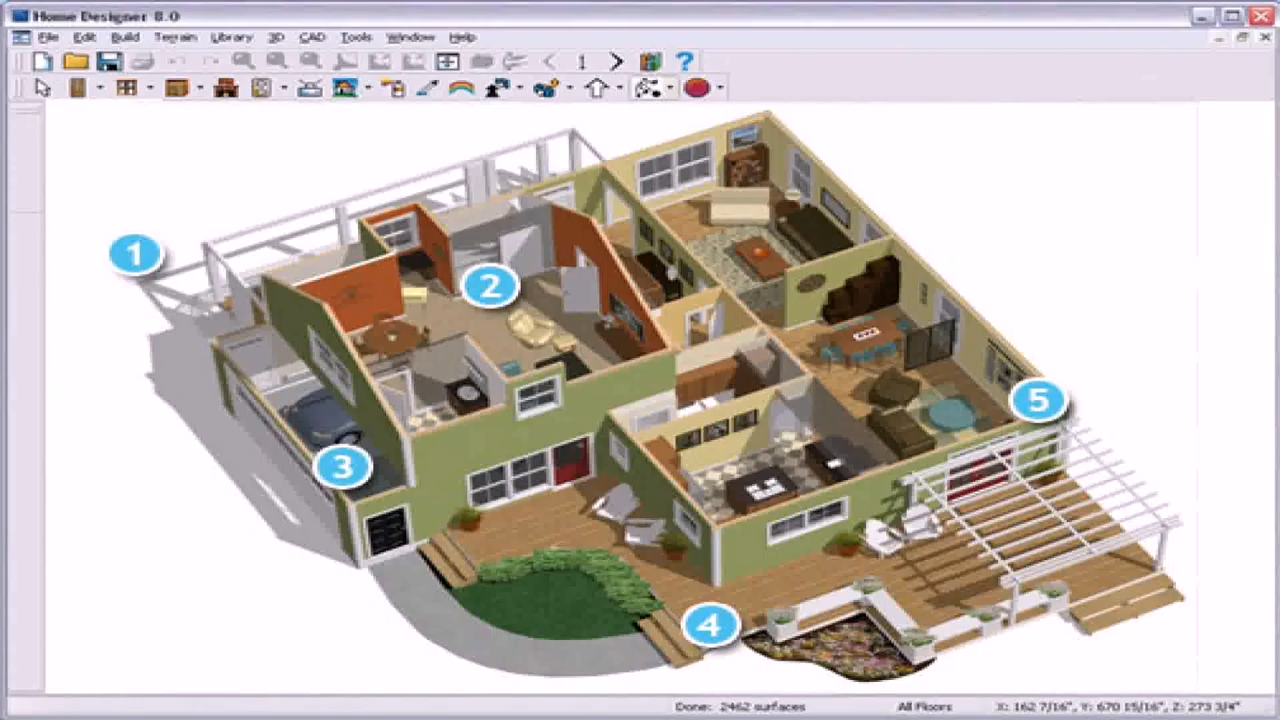 Home Designer 8.0
File Edit Build Terrain Library 3D CAD Tools Window Help
1
?
1
2
3
4
5
Done: 2462 surfaces All Floors X: 162 7/16", Y: 670 15/16", Z: 273 3/4"